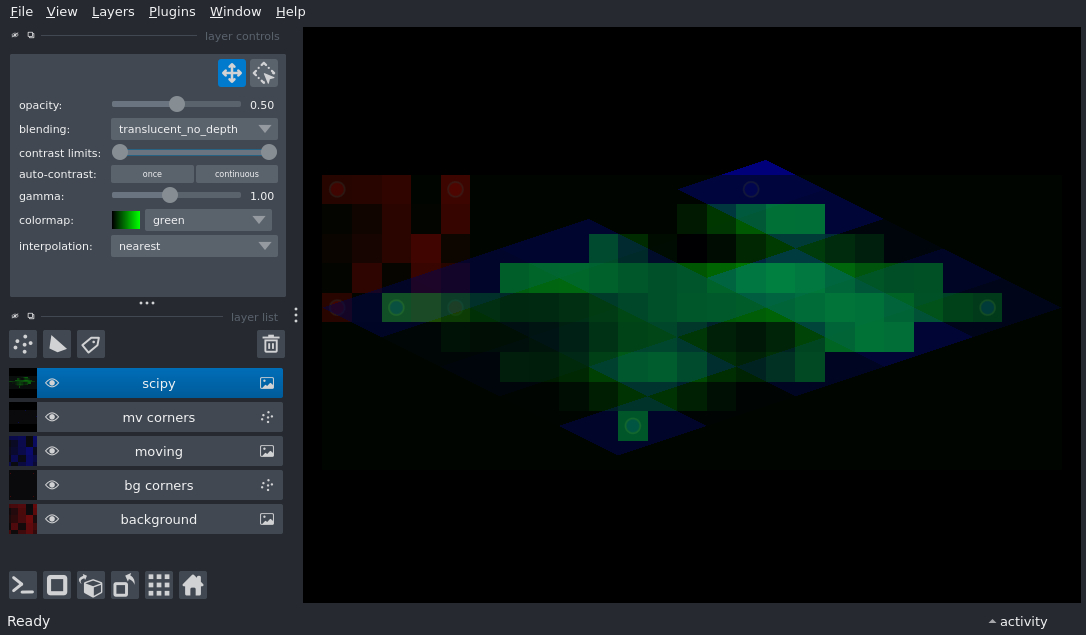 File View Layers Plugins Window Help
layer controls
opacity: 0.50
blending: translucent_no_depth
contrast limits:
auto-contrast: once continuous
gamma: 1.00
colormap: green
interpolation: nearest
layer list
scipy
mv corners
moving
bg corners
background
Ready
activity